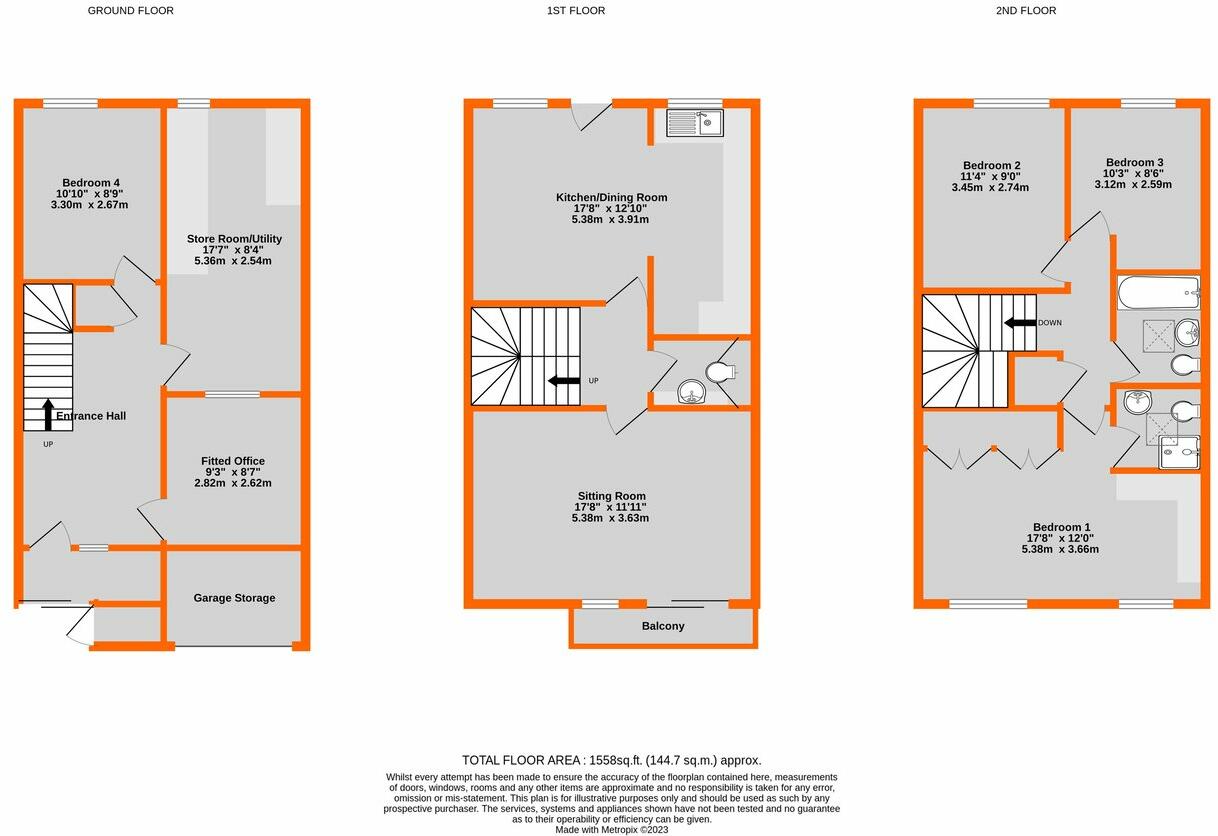 GROUND FLOOR
1ST FLOOR
2ND FLOOR
Bedroom 4
10'10" x 8'9"
3.30m x 2.67m
Store Room/Utility
17'7" x 8'4"
5.36m x 2.54m
Entrance Hall
UP
Fitted Office
9'3" x 8'7"
2.82m x 2.62m
Garage Storage
Kitchen/Dining Room
17'8" x 12'10"
5.38m x 3.91m
UP
Sitting Room
17'8" x 11'11"
5.38m x 3.63m
Balcony
Bedroom 2
11'4" x 9'0"
3.45m x 2.74m
Bedroom 3
10'3" x 8'6"
3.12m x 2.59m
DOWN
Bedroom 1
17'8" x 12'0"
5.38m x 3.66m
TOTAL FLOOR AREA : 1558sq.ft. (144.7 sq.m.) approx.
Whilst every attempt has been made to ensure the accuracy of the floorplan contained here, measurements
of doors, windows, rooms and any other items are approximate and no responsibility is taken for any error,
omission or mis-statement. This plan is for illustrative purposes only and should be used as such by any
prospective purchaser. The services, systems and appliances shown have not been tested and no guarantee
as to their operability or efficiency can be given.
Made with Metropix ©2023